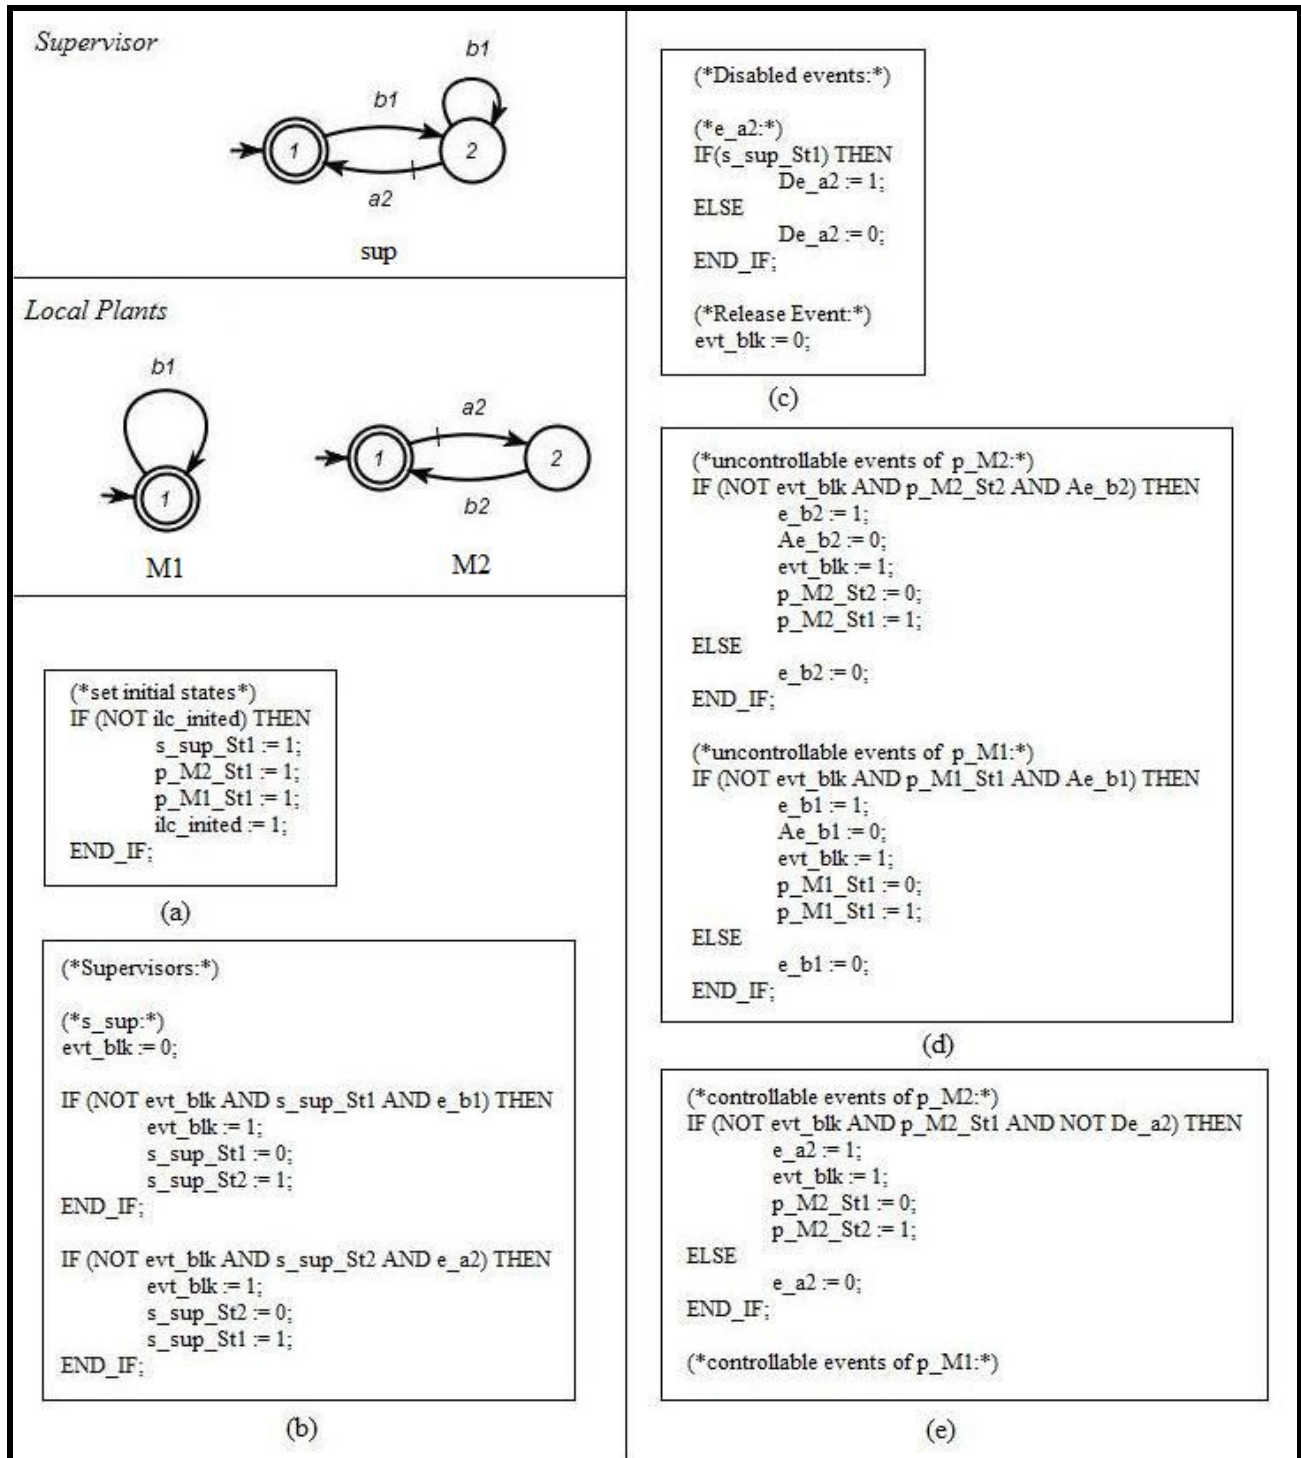 Supervisor
b1
b1
1
2
a2
sup
Local Plants
b1
1
M1
a2
1
2
b2
M2
(*set initial states*)
IF (NOT ilc_inited) THEN
s_sup_St1 := 1;
p_M2_St1 := 1;
p_M1_St1 := 1;
ilc_inited := 1;
END_IF;
(a)
(*Supervisors:*)
(*s_sup:*)
evt_blk := 0;
IF (NOT evt_blk AND s_sup_St1 AND e_b1) THEN
evt_blk := 1;
s_sup_St1 := 0;
s_sup_St2 := 1;
END_IF;
IF (NOT evt_blk AND s_sup_St2 AND e_a2) THEN
evt_blk := 1;
s_sup_St2 := 0;
s_sup_St1 := 1;
END_IF;
(b)
(*Disabled events:*)
(*e_a2:*)
IF(s_sup_St1) THEN
De_a2 := 1;
ELSE
De_a2 := 0;
END_IF;
(*Release Event:*)
evt_blk := 0;
(c)
(*uncontrollable events of p_M2:*)
IF (NOT evt_blk AND p_M2_St2 AND Ae_b2) THEN
e_b2 := 1;
Ae_b2 := 0;
evt_blk := 1;
p_M2_St2 := 0;
p_M2_St1 := 1;
ELSE
e_b2 := 0;
END_IF;
(*uncontrollable events of p_M1:*)
IF (NOT evt_blk AND p_M1_St1 AND Ae_b1) THEN
e_b1 := 1;
Ae_b1 := 0;
evt_blk := 1;
p_M1_St1 := 0;
p_M1_St1 := 1;
ELSE
e_b1 := 0;
END_IF;
(d)
(*controllable events of p_M2:*)
IF (NOT evt_blk AND p_M2_St1 AND NOT De_a2) THEN
e_a2 := 1;
evt_blk := 1;
p_M2_St1 := 0;
p_M2_St2 := 1;
ELSE
e_a2 := 0;
END_IF;
(*controllable events of p_M1:*)
(e)